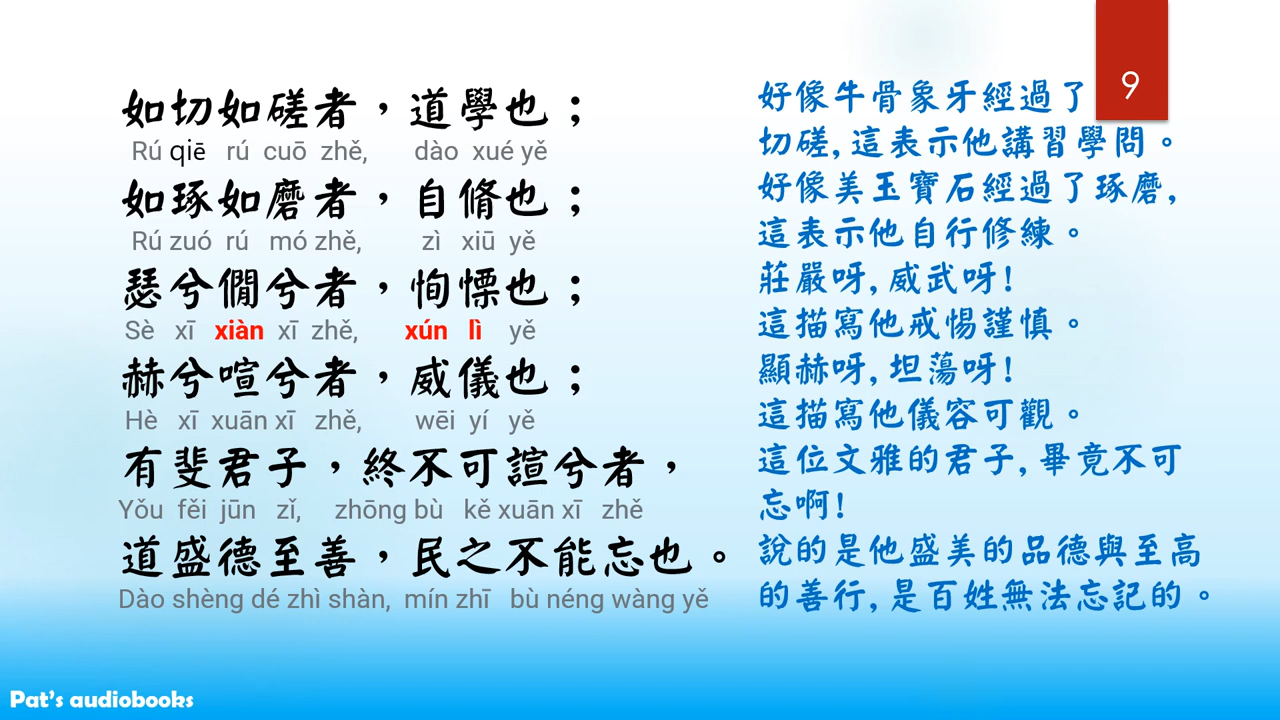 9
如切如磋者，道學也；
Rú qiē rú cuō zhě, dào xué yě
如琢如磨者，自脩也；
Rú zuó rú mó zhě, zì xiū yě
瑟兮僩兮者，恂慄也；
Sè xī xiàn xī zhě, xún lì yě
赫兮喧兮者，威儀也；
Hè xī xuān xī zhě, wēi yí yě
有斐君子，終不可諠兮者，
Yǒu fěi jūn zǐ, zhōng bù kě xuān xī zhě
道盛德至善，民之不能忘也。
Dào shèng dé zhì shàn, mín zhī bù néng wàng yě
好像牛骨象牙經過了
切磋，這表示他講習學問。
好像美玉寶石經過了琢磨，
這表示他自行修練。
莊嚴呀，威武呀！
這描寫他戒惕謹慎。
顯赫呀，坦蕩呀！
這描寫他儀容可觀。
這位文雅的君子，畢竟不可
忘啊！
說的是他盛美的品德與至高
的善行，是百姓無法忘記的。
Pat's audiobooks